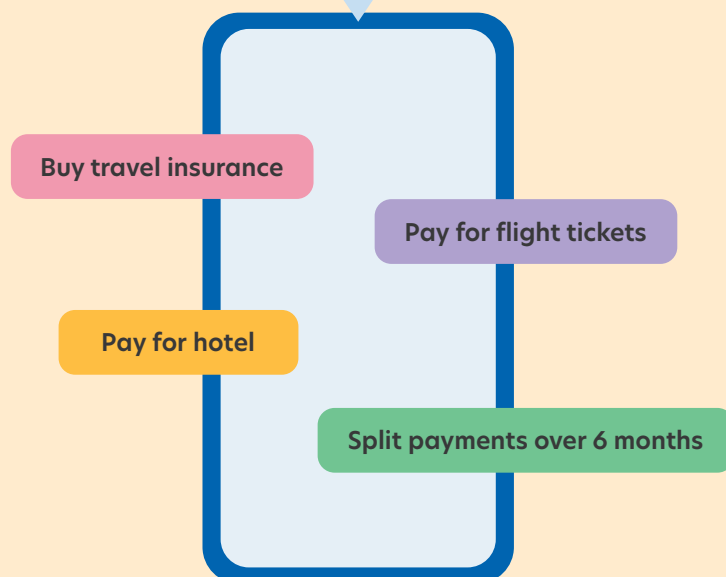 Buy travel insurance
Pay for flight tickets
Pay for hotel
Split payments over 6 months